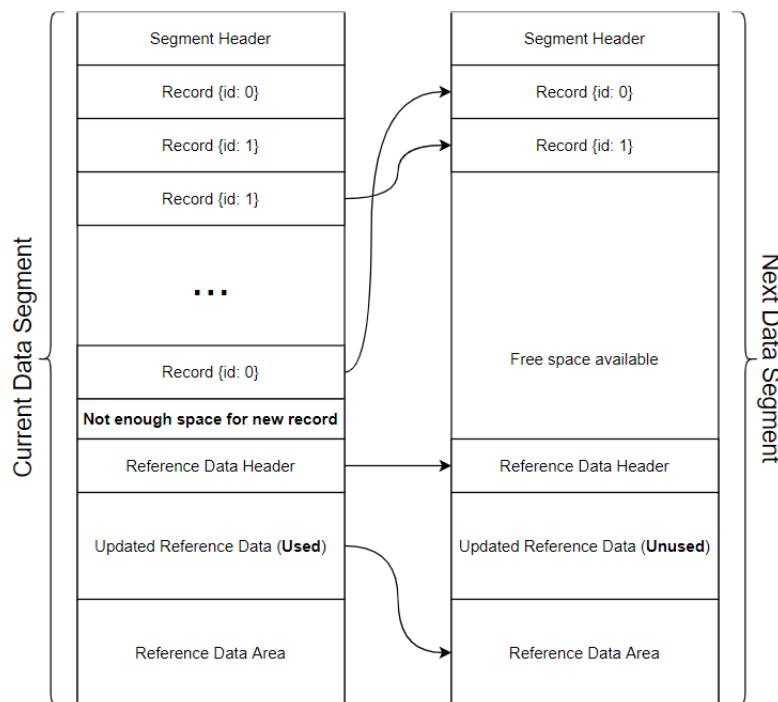 Current Data Segment
Segment Header
Record {id: 0}
Record {id: 1}
Record {id: 1}
...
Record {id: 0}
Not enough space for new record
Reference Data Header
Updated Reference Data (Used)
Reference Data Area
Segment Header
Record {id: 0}
Record {id: 1}
Free space available
Reference Data Header
Updated Reference Data (Unused)
Reference Data Area
Next Data Segment